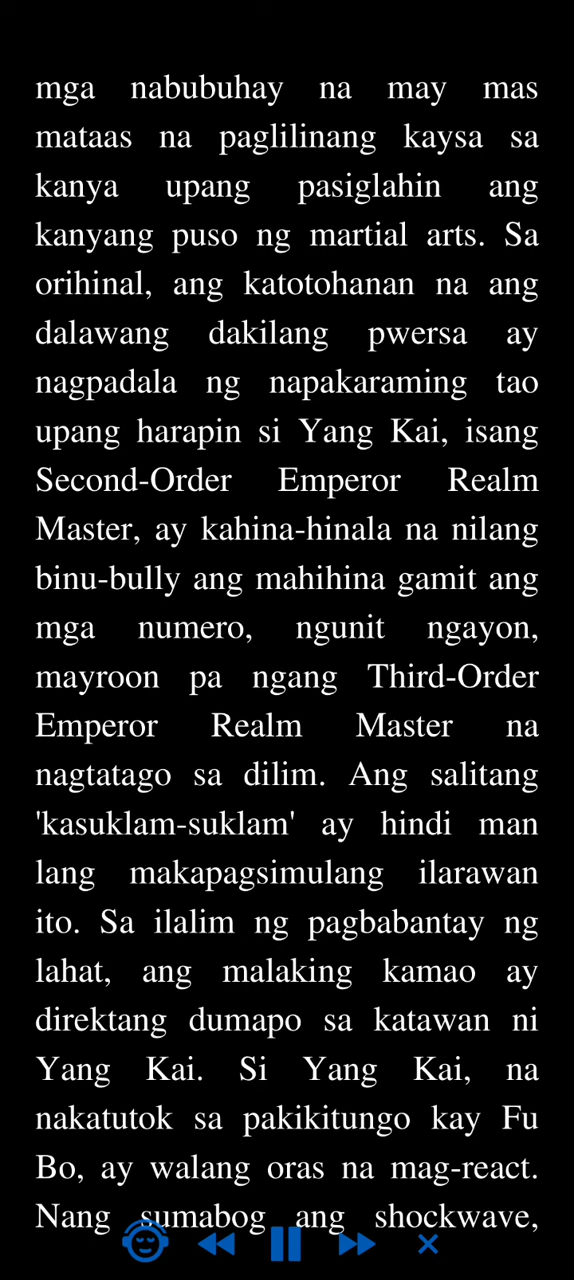 mga nabubuhay na may mas
mataas na paglilinang kaysa sa
kanya upang pasiglahin ang
kanyang puso ng martial arts. Sa
orihinal, ang katotohanan na ang
dalawang dakilang pwersa ay
nagpadala ng napakaraming tao
upang harapin si Yang Kai, isang
Second-Order Emperor Realm
Master, ay kahina-hinala na nilang
binu-bully ang mahihina gamit ang
mga numero, ngunit ngayon,
mayroon pa ngang Third-Order
Emperor Realm Master na
nagtatago sa dilim. Ang salitang
'kasuklam-suklam' ay hindi man
lang makapagsimulang ilarawan
ito. Sa ilalim ng pagbabantay ng
lahat, ang malaking kamao ay
direktang dumapo sa katawan ni
Yang Kai. Si Yang Kai, na
nakatutok sa pakikitungo kay Fu
Bo, ay walang oras na mag-react.
Nang sumabog ang shockwave,